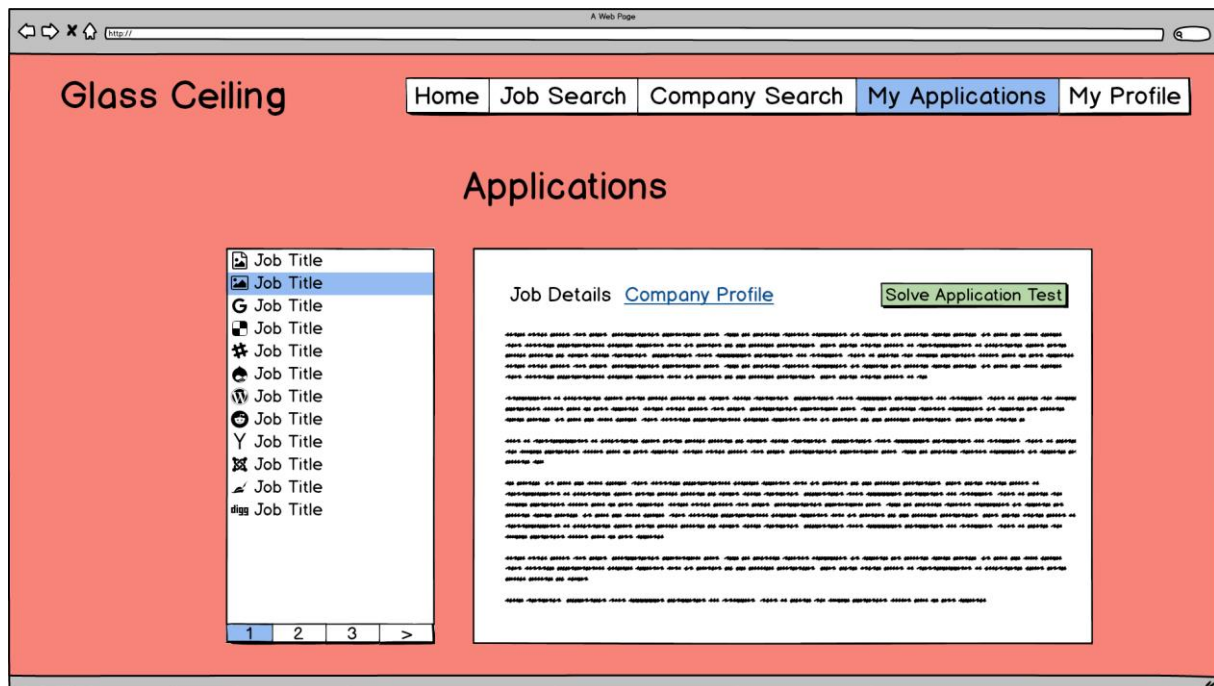 A Web Page
http://
Glass Ceiling
Home Job Search Company Search My Applications My Profile
Applications
Job Title
Job Title
G Job Title
Job Title
Job Title
Job Title
Job Title
Job Title
Y Job Title
Job Title
Job Title
digg Job Title
1 2 3 >
Job Details Company Profile Solve Application Test